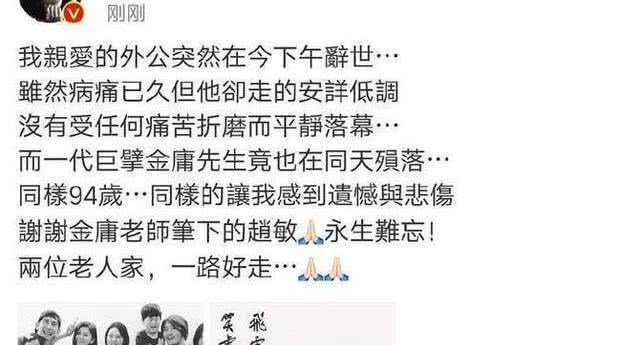 刚刚
我親愛的外公突然在今下午辭世…
雖然病痛已久但他卻走的安詳低調
沒有受任何痛苦折磨而平靜落幕…
而一代巨擘金庸先生竟也在同天殞落…
同樣94歲…同樣的讓我感到遺憾與悲傷
謝謝金庸老師筆下的趙敏🙏🏻永生難忘!
兩位老人家，一路好走…🙏🏻🙏🏻
飛
笑